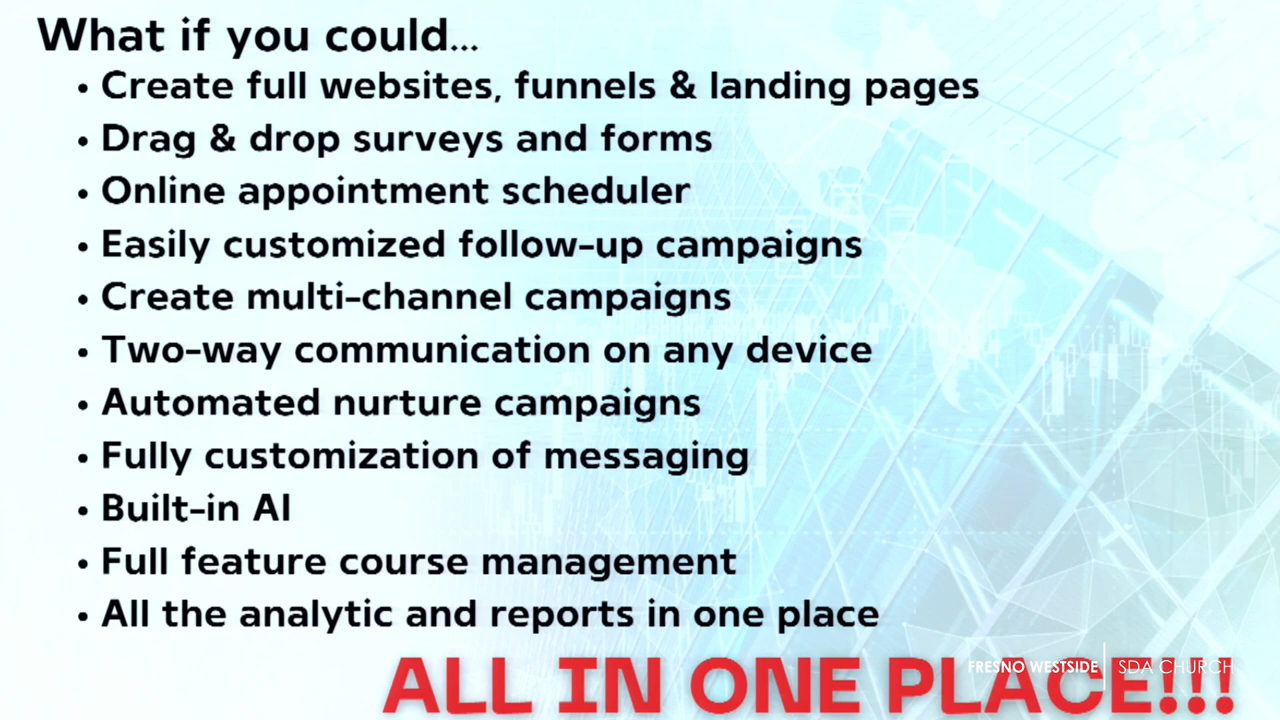 What if you could...
• Create full websites, funnels & landing pages
• Drag & drop surveys and forms
• Online appointment scheduler
• Easily customized follow-up campaigns
• Create multi-channel campaigns
• Two-way communication on any device
• Automated nurture campaigns
• Fully customization of messaging
• Built-in AI
• Full feature course management
• All the analytic and reports in one place
ALL IN ONE PLACE!!!
FRESNO WESTSIDE | SDA CHURCH